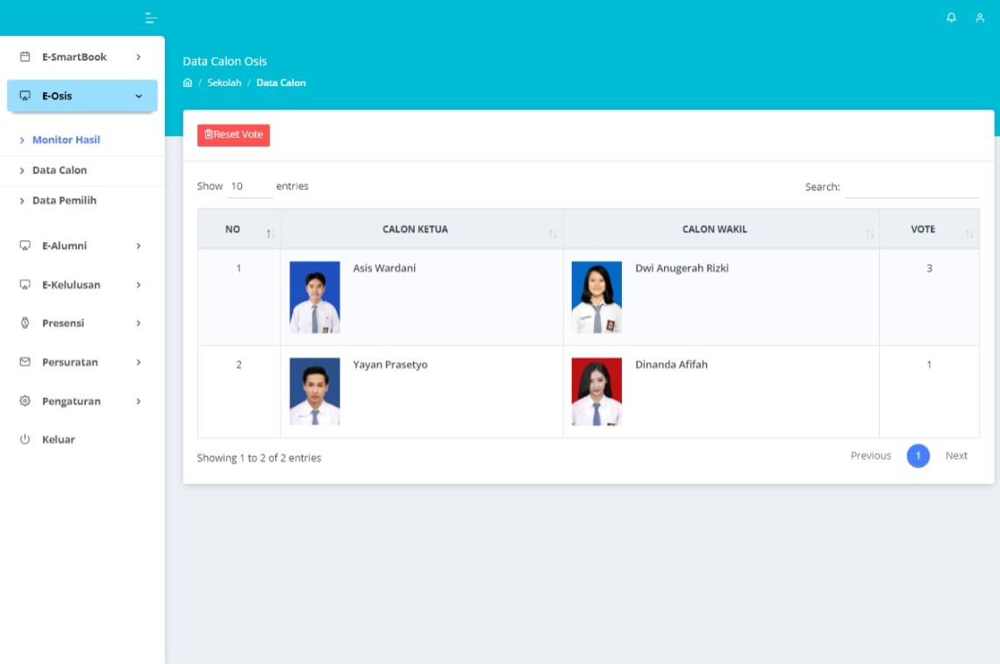 E-SmartBook
E-Osis
Monitor Hasil
Data Calon
Data Pemilih
E-Alumni
E-Kelulusan
Presensi
Persuratan
Pengaturan
Keluar
Data Calon Osis
/ Sekolah / Data Calon
Reset Vote
Show 10 entries
Search:
NO CALON KETUA CALON WAKIL VOTE
1 Asis Wardani Dwi Anugerah Rizki 3
2 Yayan Prasetyo Dinanda Afifah 1
Showing 1 to 2 of 2 entries
Previous 1 Next